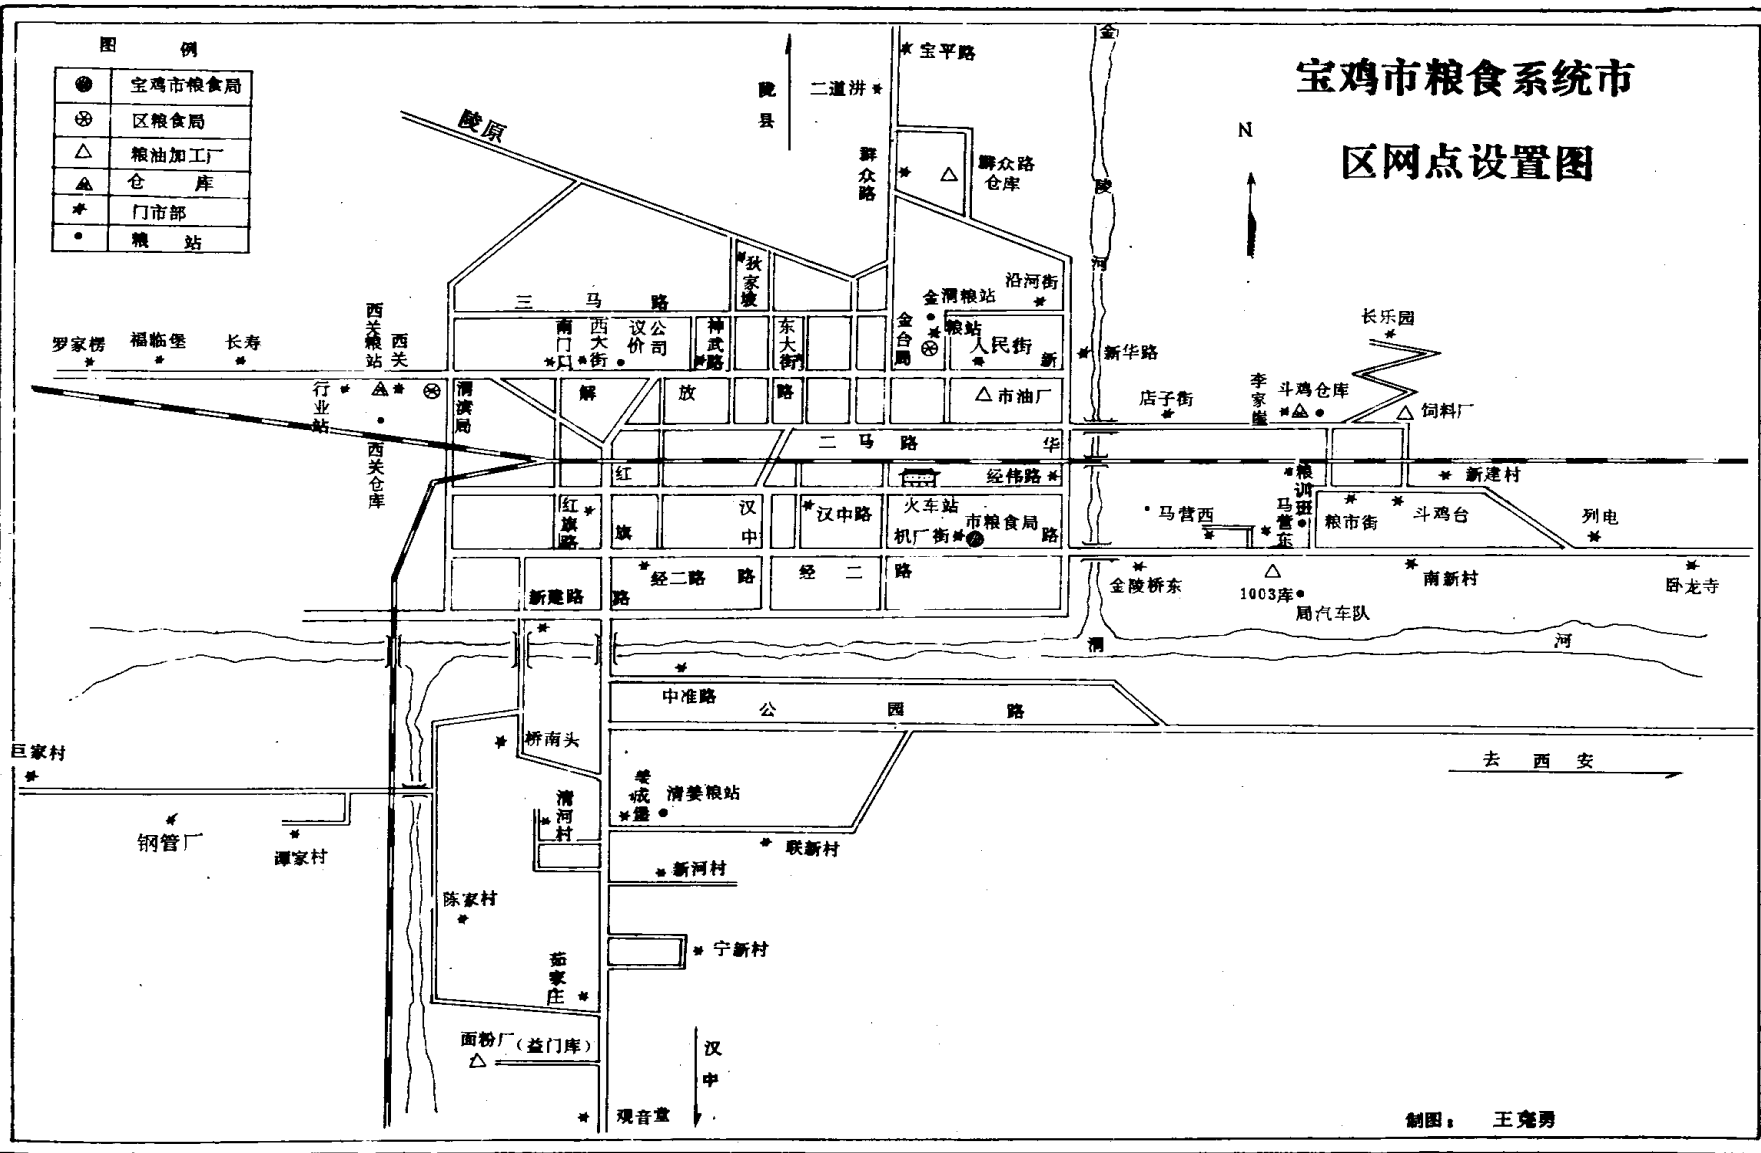 宝鸡市粮食系统市
区网点设置图
图 例
宝鸡市粮食局
区粮食局
粮油加工厂
仓 库
门市部
粮 站
N
陵原
陇县
二道洴
宝平路
群众路
群众路
仓库
金陵河
狄家坡
三马路
沿河街
金渭粮站
粮站
金台局
人民街
新华路
新华路
长乐园
罗家楞
福临堡
长寿
西关粮站
西关
南门口
西大街
议价
公司
神武路
东大街
行业站
渭滨局
解放路
市油厂
店子街
李家崖
斗鸡仓库
饲料厂
西关仓库
二马路
红旗路
经伟路
火车站
红旗路
汉中路
汉中路
机厂街
市粮食局
马营西
马营东
粮训班
粮市街
斗鸡台
新建村
列电
经二路
经二路
新建路
金陵桥东
1003库
局汽车队
南新村
卧龙寺
渭河
中准路
公园路
去西安
巨家村
桥南头
钢管厂
谭家村
清河村
姜城堡
清姜粮站
联新村
新河村
陈家村
宁新村
茹家庄
面粉厂(益门库)
汉中
观音堂
制图: 王尧勇